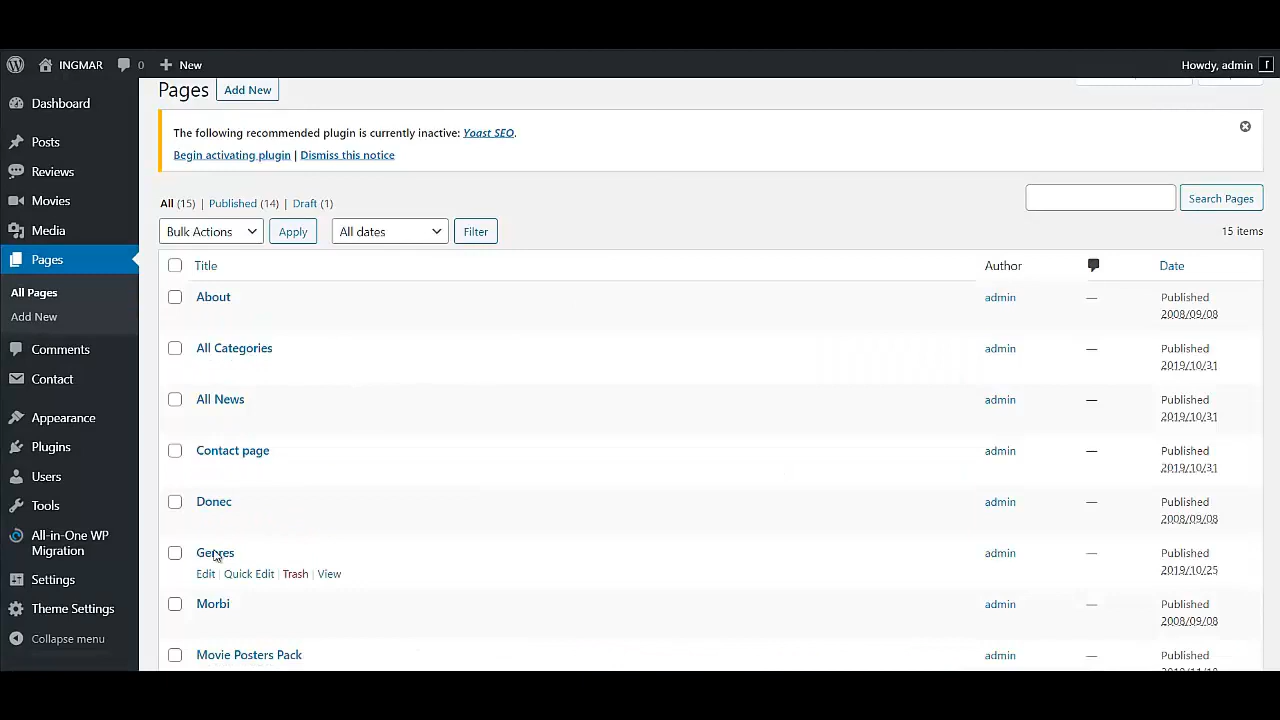 INGMAR 0 New Howdy, admin
Dashboard
Posts
Reviews
Movies
Media
Pages
All Pages
Add New
Comments
Contact
Appearance
Plugins
Users
Tools
All-in-One WP
Migration
Settings
Theme Settings
Collapse menu
Pages Add New
The following recommended plugin is currently inactive: Yoast SEO.
Begin activating plugin | Dismiss this notice
All (15) | Published (14) | Draft (1)
Search Pages
Bulk Actions Apply All dates Filter
15 items
Title Author Date
About admin — Published
2008/09/08
All Categories admin — Published
2019/10/31
All News admin — Published
2019/10/31
Contact page admin — Published
2019/10/31
Donec admin — Published
2008/09/08
Genres admin — Published
2019/10/25
Edit | Quick Edit | Trash | View
Morbi admin — Published
2008/09/08
Movie Posters Pack admin — Published